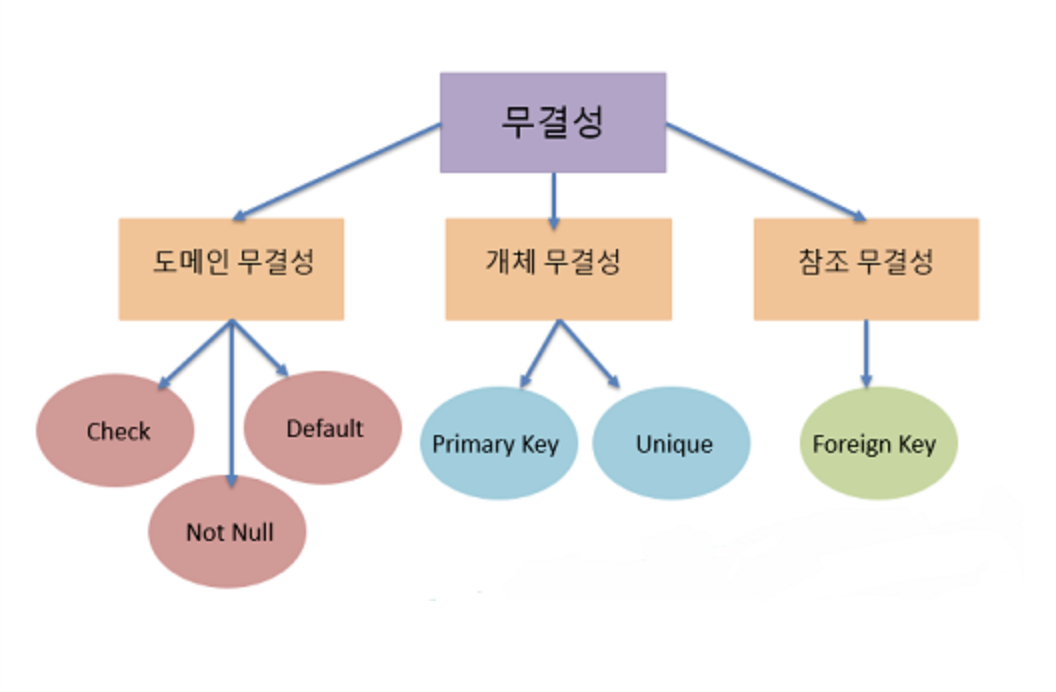 무결성
도메인 무결성
개체 무결성
참조 무결성
Check
Default
Not Null
Primary Key
Unique
Foreign Key